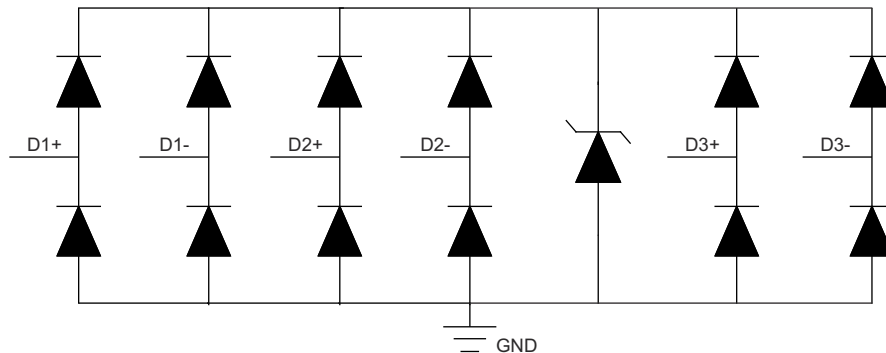 D1+
D1-
D2+
D2-
D3+
D3-
GND